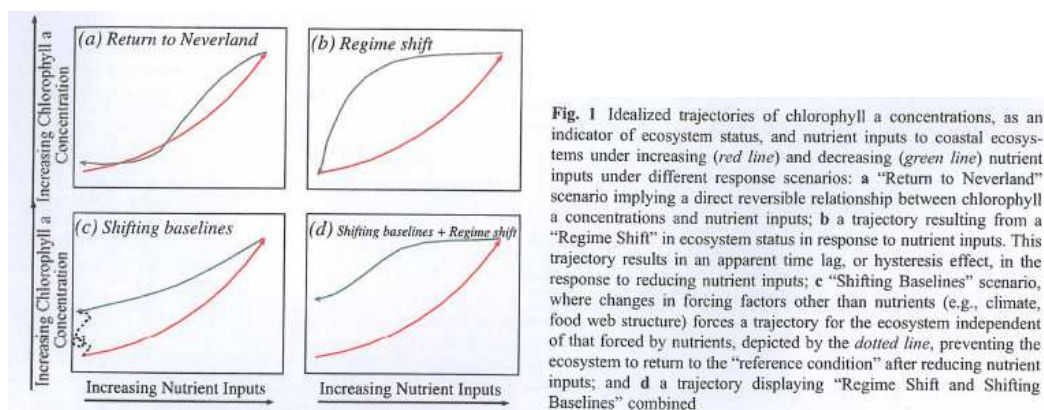 (a) Return to Neverland
(b) Regime shift
Increasing Chlorophyll a
Concentration
(c) Shifting baselines
(d) Shifting baselines + Regime shift
Increasing Chlorophyll a
Concentration
Increasing Nutrient Inputs
Increasing Nutrient Inputs
Fig. 1 Idealized trajectories of chlorophyll a concentrations, as an
indicator of ecosystem status, and nutrient inputs to coastal ecosys-
tems under increasing (red line) and decreasing (green line) nutrient
inputs under different response scenarios: a “Return to Neverland”
scenario implying a direct reversible relationship between chlorophyll
a concentrations and nutrient inputs; b a trajectory resulting from a
“Regime Shift” in ecosystem status in response to nutrient inputs. This
trajectory results in an apparent time lag, or hysteresis effect, in the
response to reducing nutrient inputs; c “Shifting Baselines” scenario,
where changes in forcing factors other than nutrients (e.g., climate,
food web structure) forces a trajectory for the ecosystem independent
of that forced by nutrients, depicted by the dotted line, preventing the
ecosystem to return to the “reference condition” after reducing nutrient
inputs; and d a trajectory displaying “Regime Shift and Shifting
Baselines” combined